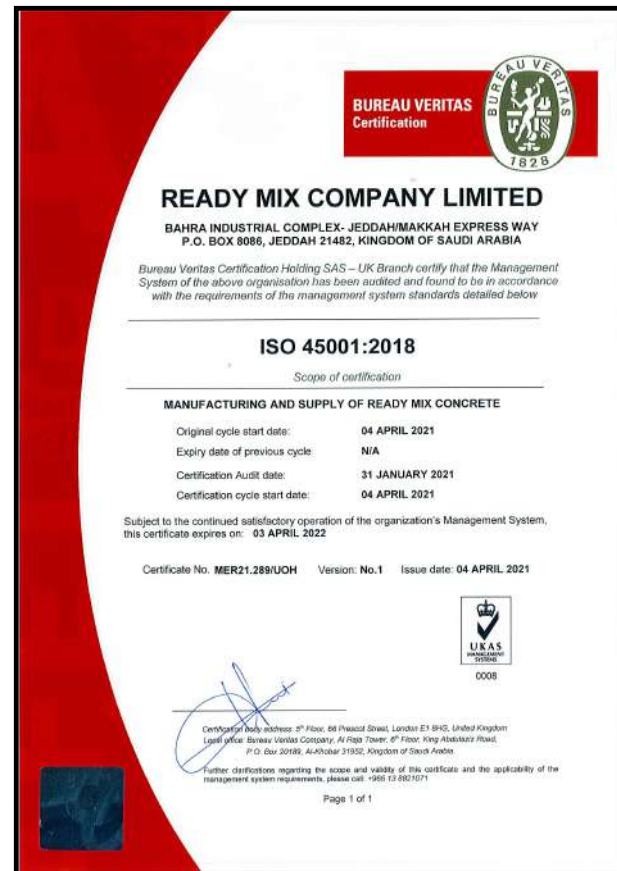 BUREAU VERITAS
Certification
BUREAU VERITAS
1828
READY MIX COMPANY LIMITED
BAHRA INDUSTRIAL COMPLEX- JEDDAH/MAKKAH EXPRESS WAY
P.O. BOX 8086, JEDDAH 21482, KINGDOM OF SAUDI ARABIA
Bureau Veritas Certification Holding SAS – UK Branch certify that the Management
System of the above organisation has been audited and found to be in accordance
with the requirements of the management system standards detailed below
ISO 45001:2018
Scope of certification
MANUFACTURING AND SUPPLY OF READY MIX CONCRETE
Original cycle start date: 04 APRIL 2021
Expiry date of previous cycle N/A
Certification Audit date: 31 JANUARY 2021
Certification cycle start date: 04 APRIL 2021
Subject to the continued satisfactory operation of the organization's Management System,
this certificate expires on: 03 APRIL 2022
Certificate No. MER21.289/UOH Version: No.1 Issue date: 04 APRIL 2021
UKAS
MANAGEMENT
SYSTEMS
0008
Certification body address: 5th Floor, 66 Prescot Street, London E1 8HG, United Kingdom
Local office: Bureau Veritas Company, Al Raja Tower, 6th Floor, King Abdulaziz Road,
P.O. Box 20189, Al-Khobar 31952, Kingdom of Saudi Arabia.
Further clarifications regarding the scope and validity of this certificate and the applicability of the
management system requirements, please call: +966 13 8821071
Page 1 of 1